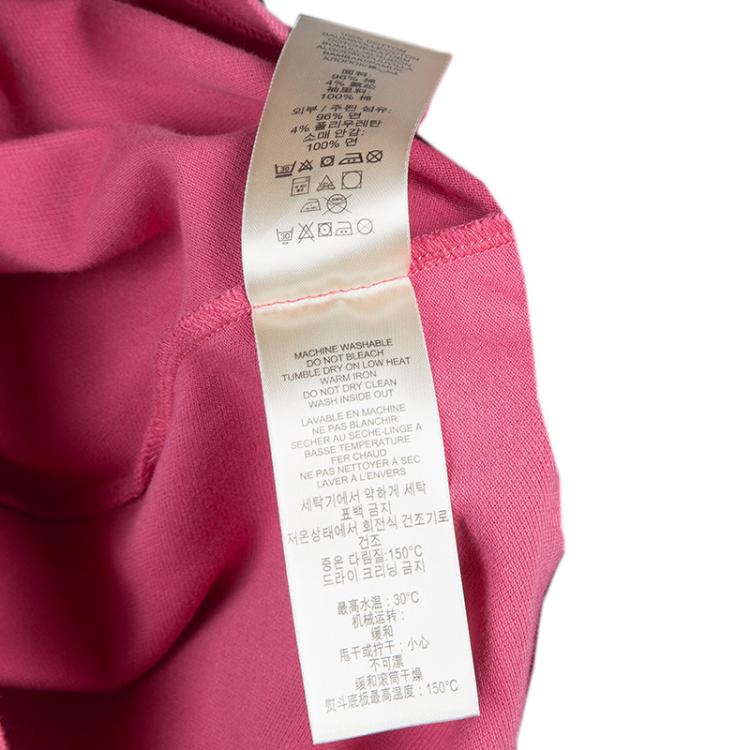 100% COTTON
面料:
96% 棉
4% 氨纶
袖里料:
100% 棉
외부 / 주된 섬유:
96% 면
4% 폴리우레탄
소매 안감:
100% 면
30
30
MACHINE WASHABLE
DO NOT BLEACH
TUMBLE DRY ON LOW HEAT
WARM IRON
DO NOT DRY CLEAN
WASH INSIDE OUT
LAVABLE EN MACHINE
NE PAS BLANCHIR
SECHER AU SECHE-LINGE A
BASSE TEMPERATURE
FER CHAUD
NE PAS NETTOYER A SEC
LAVER À L'ENVERS
세탁기에서 약하게 세탁
표백 금지
저온상태에서 회전식 건조기로
건조
중온 다림질:150°C
드라이 크리닝 금지
最高水温：30°C
机械运转：
缓和
甩干或拧干：小心
不可漂
缓和滚筒干燥
熨斗底板最高温度：150°C